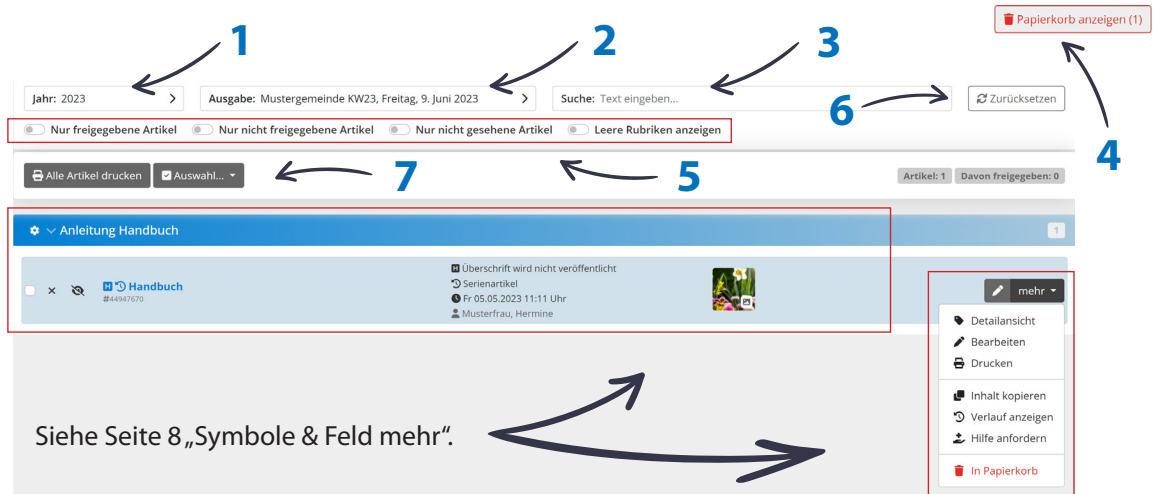 Papierkorb anzeigen (1)
1
2
3
Jahr: 2023
Ausgabe: Mustergemeinde KW23, Freitag, 9. Juni 2023
Suche: Text eingeben...
6
Zurücksetzen
Nur freigegebene Artikel
Nur nicht freigegebene Artikel
Nur nicht gesehene Artikel
Leere Rubriken anzeigen
4
Alle Artikel drucken
Auswahl...
7
5
Artikel: 1
Davon freigegeben: 0
Anleitung Handbuch
1
H Handbuch
#44947670
H Überschrift wird nicht veröffentlicht
Serienartikel
Fr 05.05.2023 11:11 Uhr
Musterfrau, Hermine
mehr
Detailansicht
Bearbeiten
Drucken
Inhalt kopieren
Verlauf anzeigen
Hilfe anfordern
In Papierkorb
Siehe Seite 8 „Symbole & Feld mehr“.